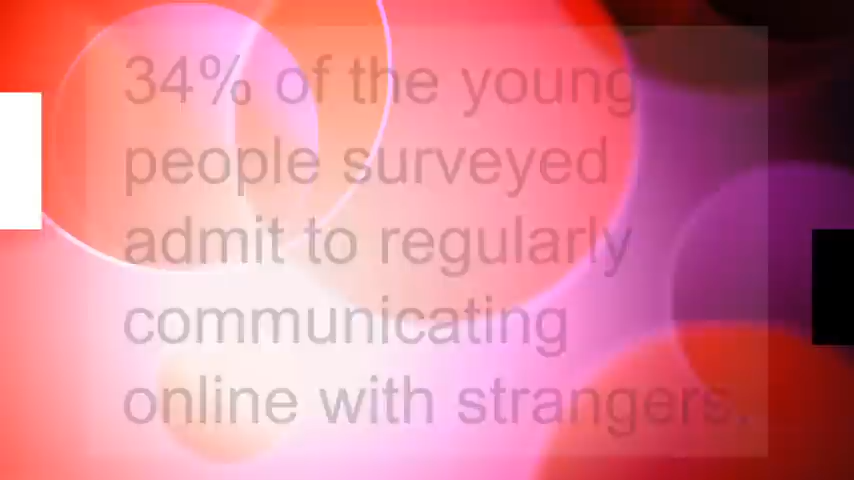 34% of the young
people surveyed
admit to regularly
communicating
online with strangers.